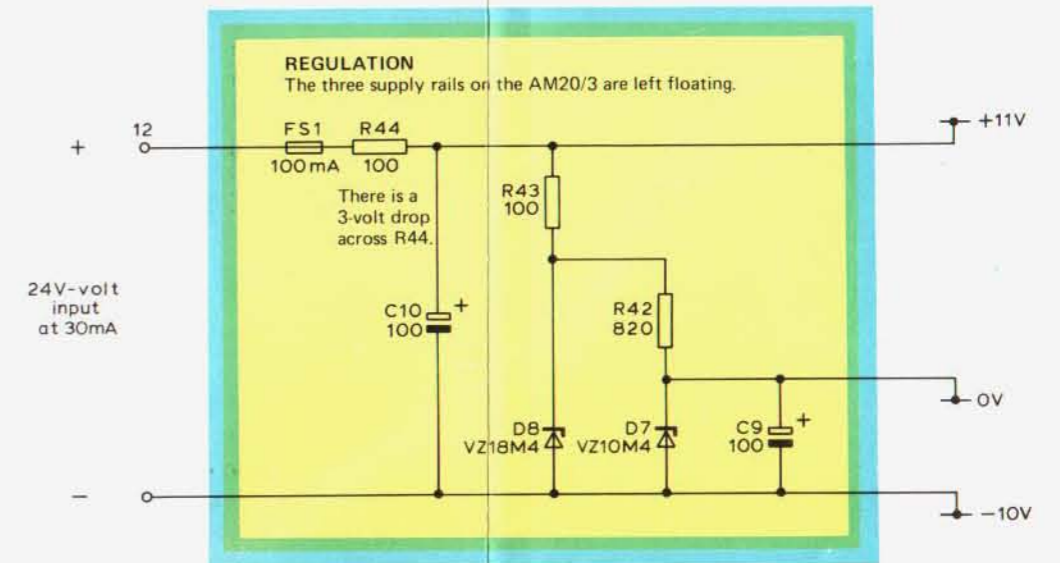 REGULATION
The three supply rails on the AM20/3 are left floating.
12
FS1
R44
+11V
+
100mA
100
There is a
3-volt drop
across R44.
R43
100
24V-volt
input
at 30mA
C10
100
+
R42
820
0V
D8
VZ18M4
D7
VZ10M4
C9
100
+
−
−10V